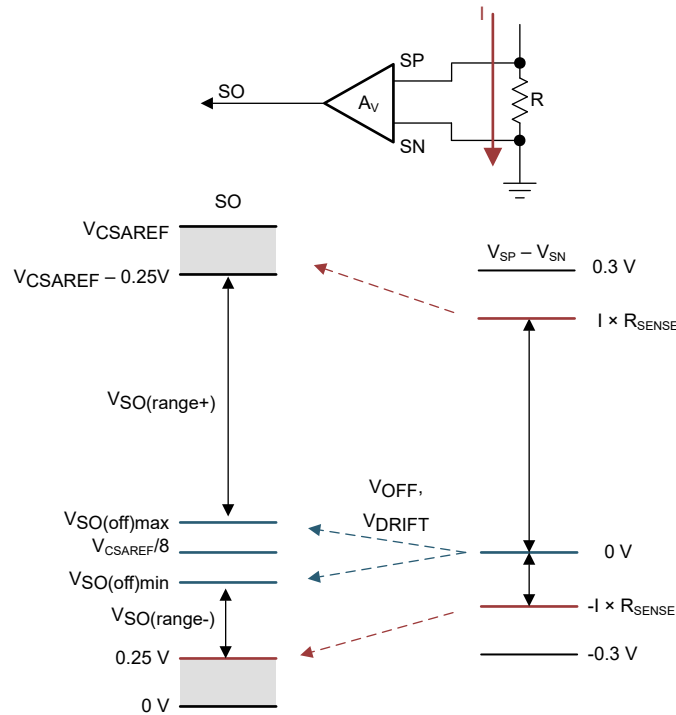 I
SP
SO
AV
R
SN
SO
VCSAREF
VSP – VSN
VCSAREF – 0.25V
0.3 V
I × RSENSE
VSO(range+)
VOFF,
VSO(off)max
VDRIFT
VCSAREF/8
0 V
VSO(off)min
VSO(range-)
-I × RSENSE
0.25 V
-0.3 V
0 V